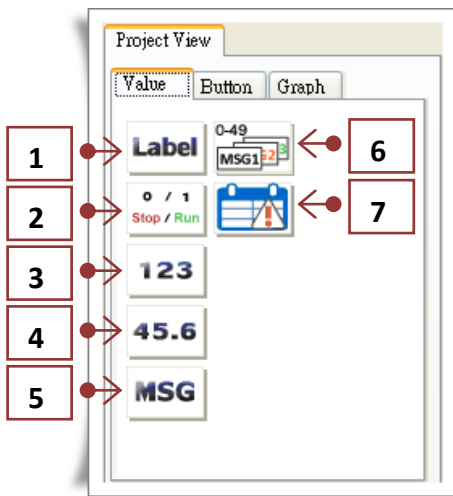 Project View
Value Button Graph
1 Label 0-49 MSG1 S2 3 6
2 0 / 1 Stop / Run 7
3 123
4 45.6
5 MSG